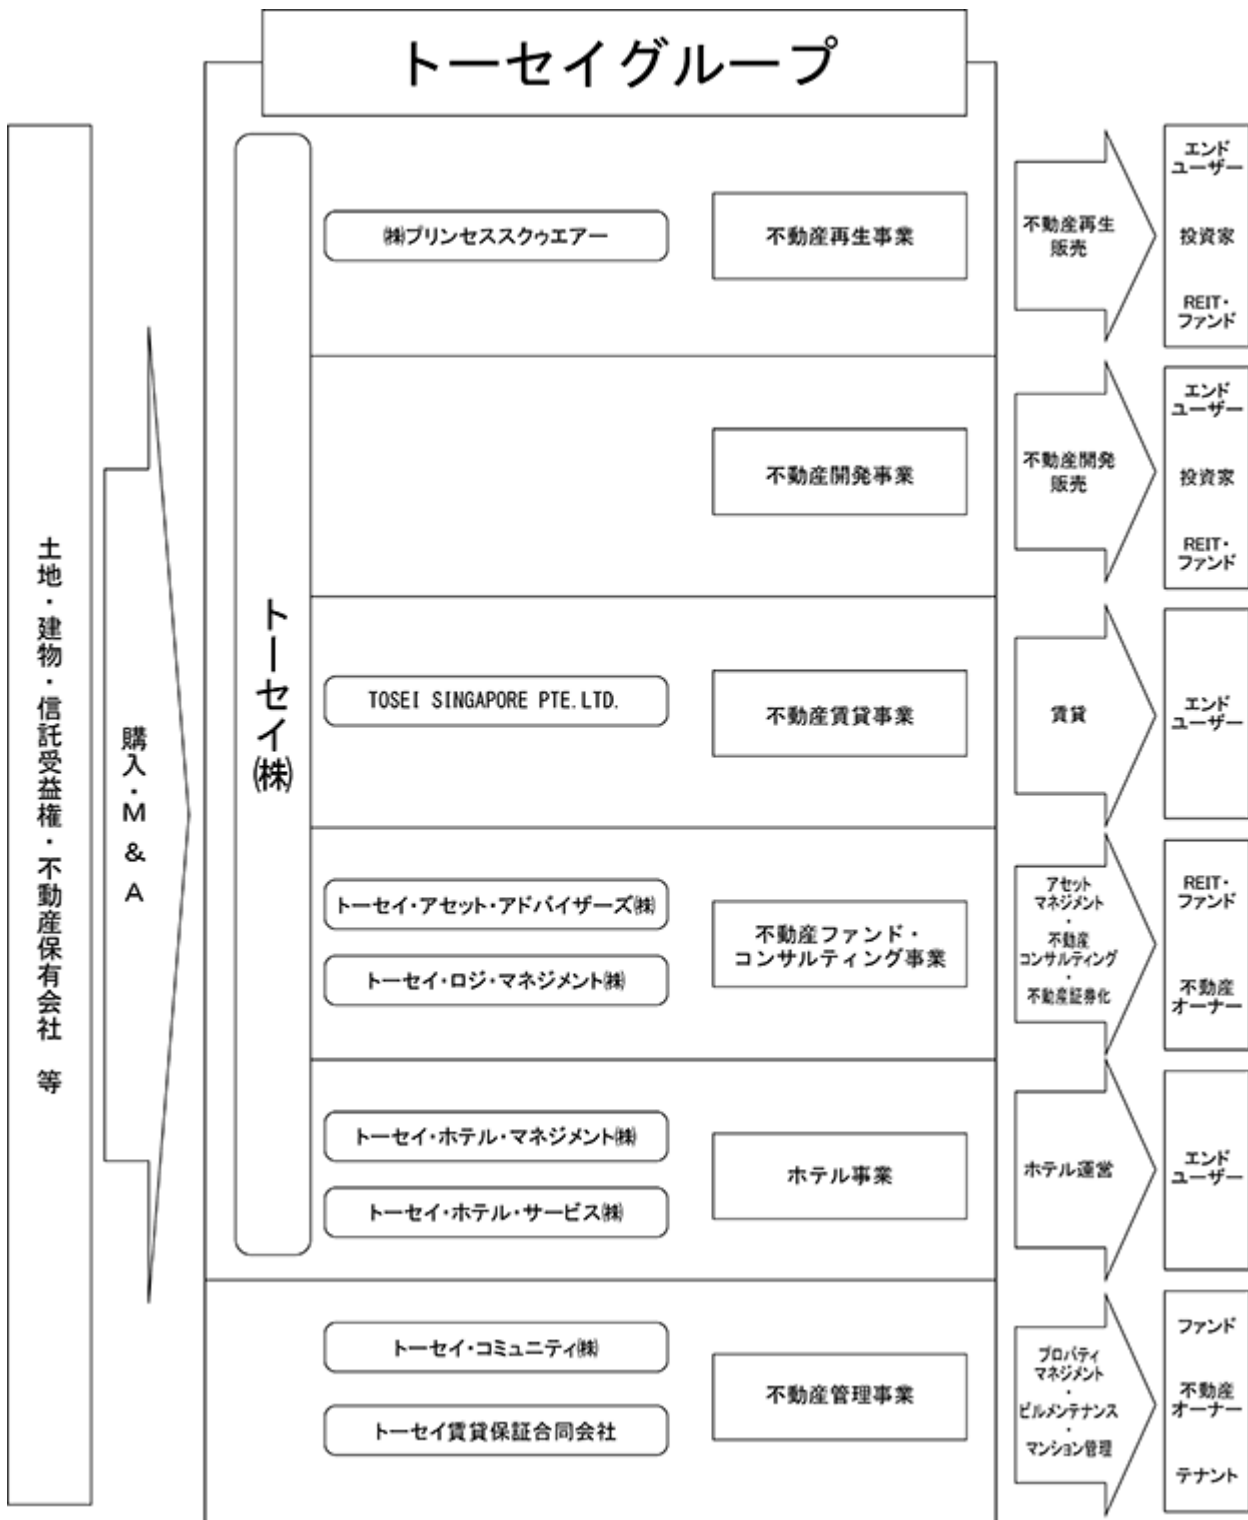 トーセイグループ
土地・建物・信託受益権・不動産保有会社 等
購入・M&A
トーセイ㈱
㈱プリンセススクゥエアー
不動産再生事業
不動産再生
販売
エンド
ユーザー
投資家
REIT・
ファンド
不動産開発事業
不動産開発
販売
エンド
ユーザー
投資家
REIT・
ファンド
TOSEI SINGAPORE PTE.LTD.
不動産賃貸事業
賃貸
エンド
ユーザー
トーセイ・アセット・アドバイザーズ㈱
トーセイ・ロジ・マネジメント㈱
不動産ファンド・
コンサルティング事業
アセット
マネジメント
・
不動産
コンサルティング
・
不動産証券化
REIT・
ファンド
不動産
オーナー
トーセイ・ホテル・マネジメント㈱
トーセイ・ホテル・サービス㈱
ホテル事業
ホテル運営
エンド
ユーザー
トーセイ・コミュニティ㈱
トーセイ賃貸保証合同会社
不動産管理事業
プロパティ
マネジメント
・
ビルメンテナンス
・
マンション管理
ファンド
不動産
オーナー
テナント